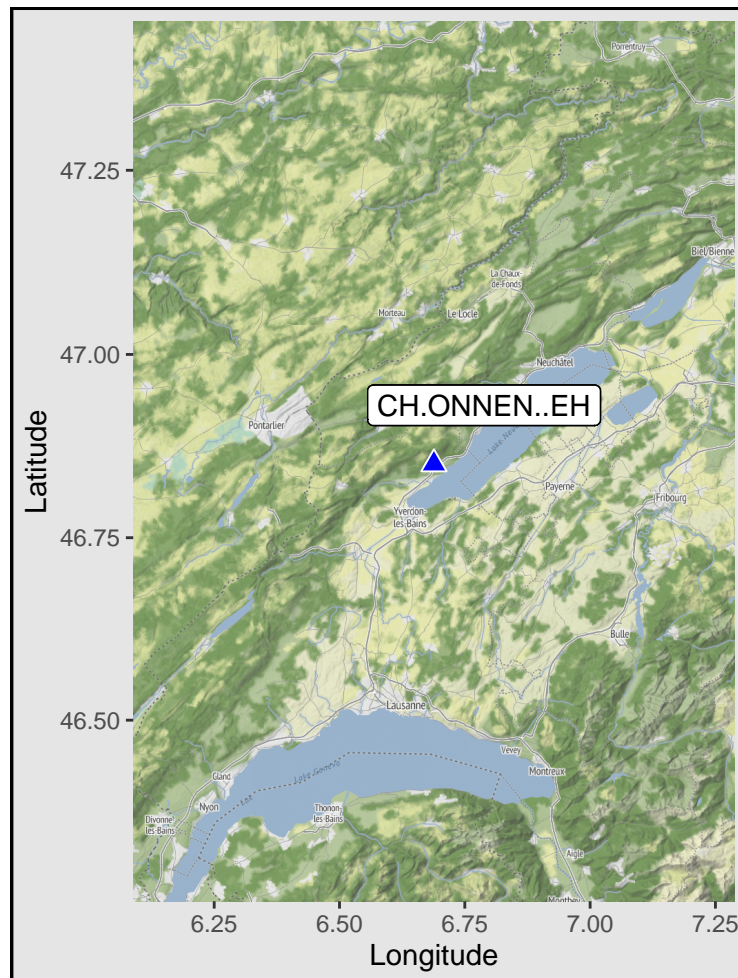 Porrentruy
47.25
Biel/Bienne
La Chaux-
de-Fonds
Morteau
Le Locle
47.00
Neuchâtel
CH.ONNEN..EH
Pontarlier
Latitude
Payerne
Fribourg
Yverdon-
les-Bains
46.75
Bulle
46.50
Lausanne
Vevey
Lake Geneva
Montreux
Gland
Nyon
Thonon-
les-Bains
Divonne-
les-Bains
Aigle
6.25
6.50
6.75
7.00
7.25
Longitude